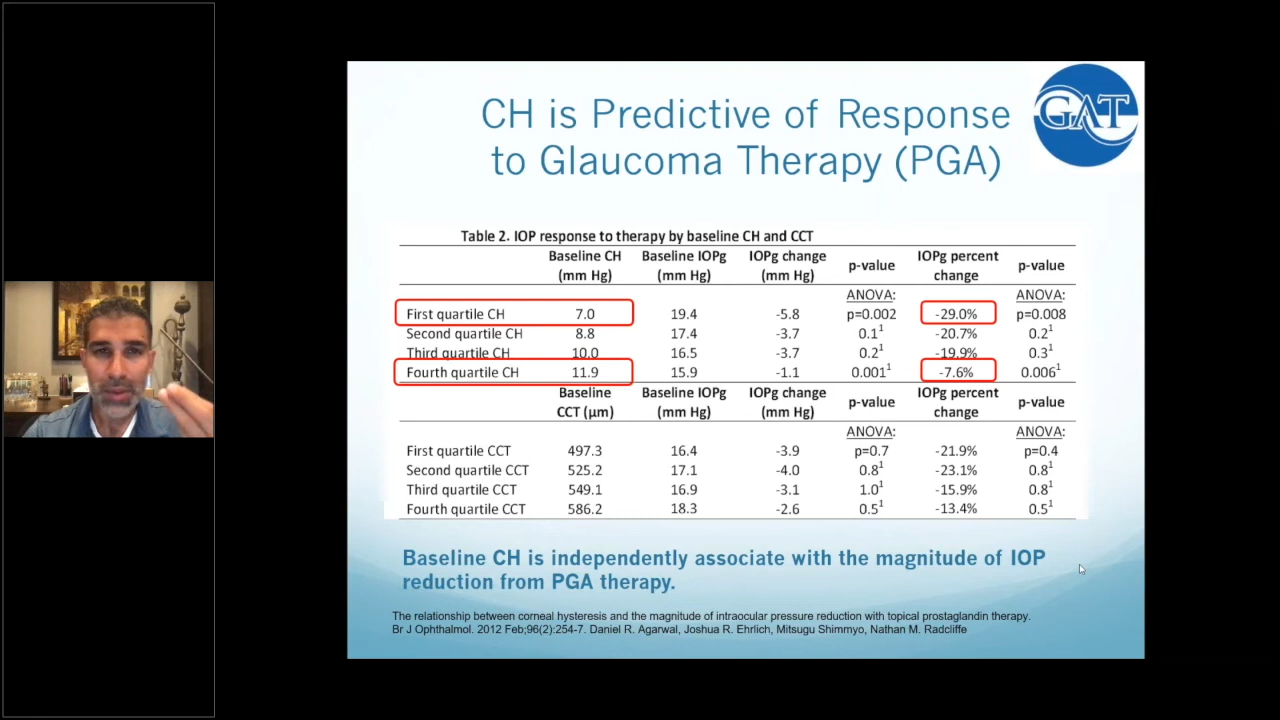 CH is Predictive of Response
to Glaucoma Therapy (PGA)
GAT
Table 2. IOP response to therapy by baseline CH and CCT
Baseline CH (mm Hg) Baseline IOPg (mm Hg) IOPg change (mm Hg) p-value IOPg percent change p-value
ANOVA: ANOVA:
First quartile CH 7.0 19.4 -5.8 p=0.002 -29.0% p=0.008
Second quartile CH 8.8 17.4 -3.7 0.1¹ -20.7% 0.2¹
Third quartile CH 10.0 16.5 -3.7 0.2¹ -19.9% 0.3¹
Fourth quartile CH 11.9 15.9 -1.1 0.001¹ -7.6% 0.006¹
Baseline CCT (µm) Baseline IOPg (mm Hg) IOPg change (mm Hg) p-value IOPg percent change p-value
ANOVA: ANOVA:
First quartile CCT 497.3 16.4 -3.9 p=0.7 -21.9% p=0.4
Second quartile CCT 525.2 17.1 -4.0 0.8¹ -23.1% 0.8¹
Third quartile CCT 549.1 16.9 -3.1 1.0¹ -15.9% 0.8¹
Fourth quartile CCT 586.2 18.3 -2.6 0.5¹ -13.4% 0.5¹
Baseline CH is independently associate with the magnitude of IOP
reduction from PGA therapy.
The relationship between corneal hysteresis and the magnitude of intraocular pressure reduction with topical prostaglandin therapy.
Br J Ophthalmol. 2012 Feb;96(2):254-7. Daniel R. Agarwal, Joshua R. Ehrlich, Mitsugu Shimmyo, Nathan M. Radcliffe